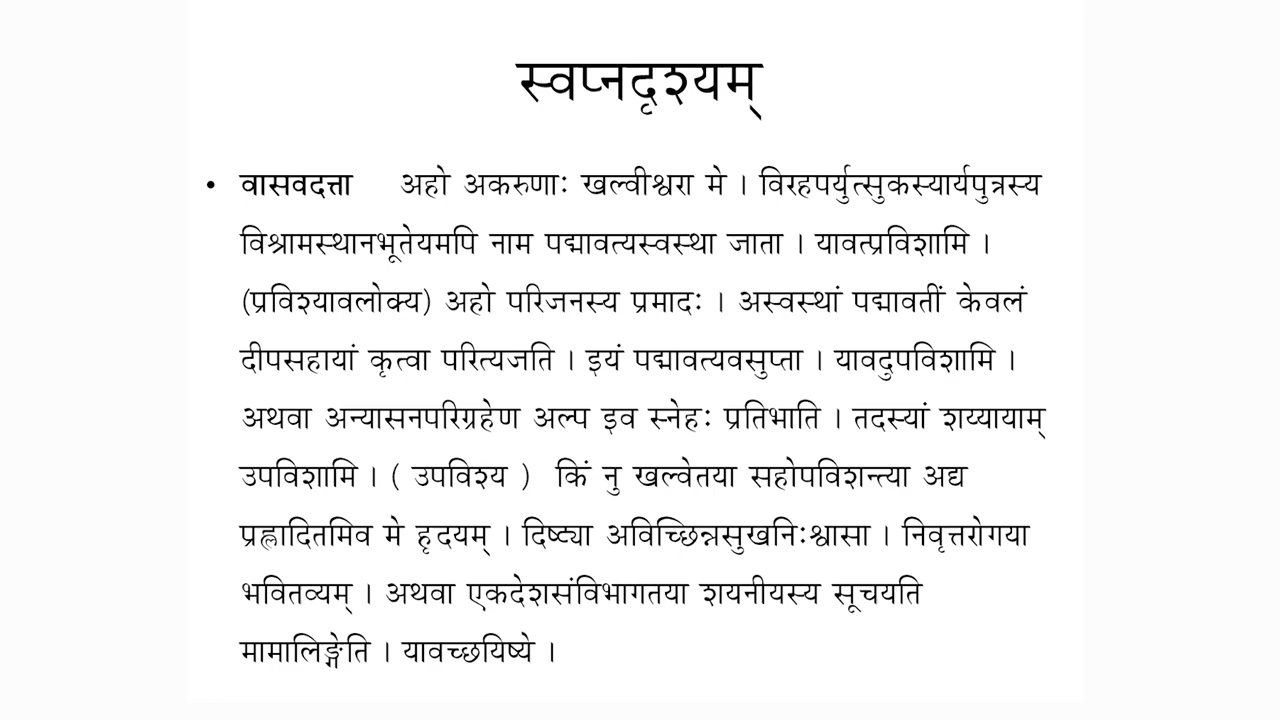 स्वप्नदृश्यम्
• वासवदत्ता अहो अकरुणाः खल्वीश्वरा मे । विरहपर्युत्सुकस्यार्यपुत्रस्य
विश्रामस्थानभूतेयमपि नाम पद्मावत्यस्वस्था जाता । यावत्प्रविशामि ।
(प्रविश्यावलोक्य) अहो परिजनस्य प्रमादः । अस्वस्थां पद्मावतीं केवलं
दीपसहायां कृत्वा परित्यजति । इयं पद्मावत्यवसुप्ता । यावदुपविशामि ।
अथवा अन्यासनपरिग्रहेण अल्प इव स्नेहः प्रतिभाति । तदस्यां शय्यायाम्
उपविशामि । ( उपविश्य ) किं नु खल्वेतया सहोपविशन्त्या अद्य
प्रह्लादितमिव मे हृदयम् । दिष्ट्या अविच्छिन्नसुखनिःश्वासा । निवृत्तरोगया
भवितव्यम् । अथवा एकदेशसंविभागतया शयनीयस्य सूचयति
मामालिङ्गेति । यावच्छयिष्ये ।